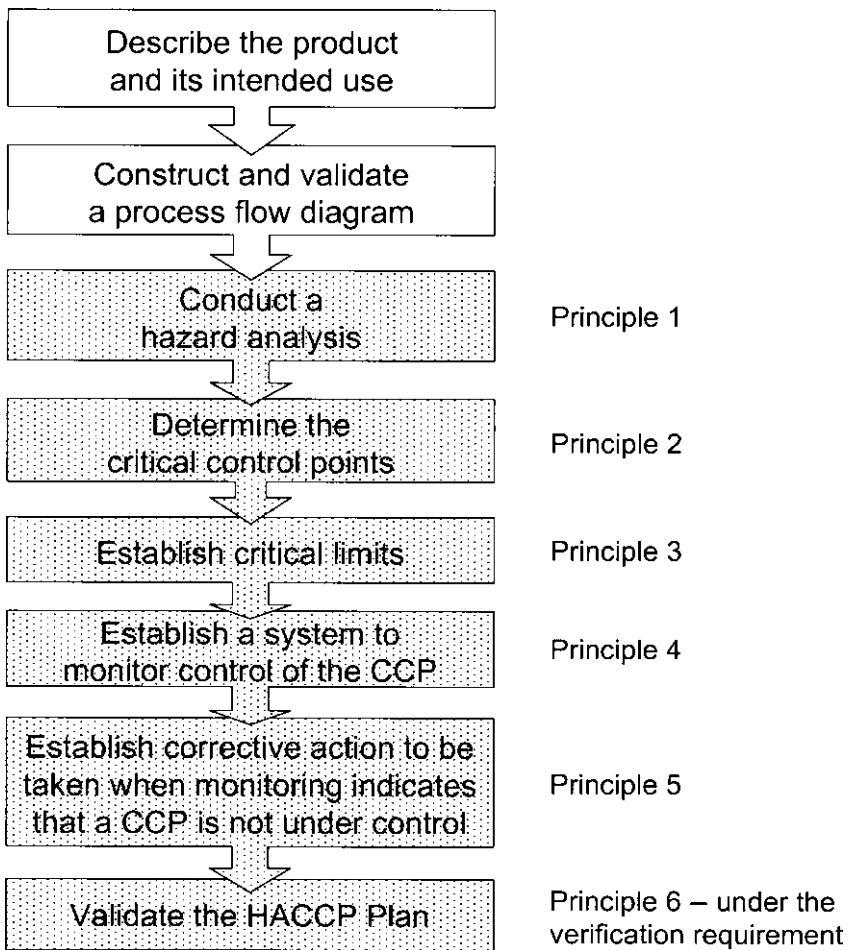 Describe the product
and its intended use
Construct and validate
a process flow diagram
Conduct a
hazard analysis
Principle 1
Determine the
critical control points
Principle 2
Establish critical limits
Principle 3
Establish a system to
monitor control of the CCP
Principle 4
Establish corrective action to be
taken when monitoring indicates
that a CCP is not under control
Principle 5
Validate the HACCP Plan
Principle 6 – under the
verification requirement